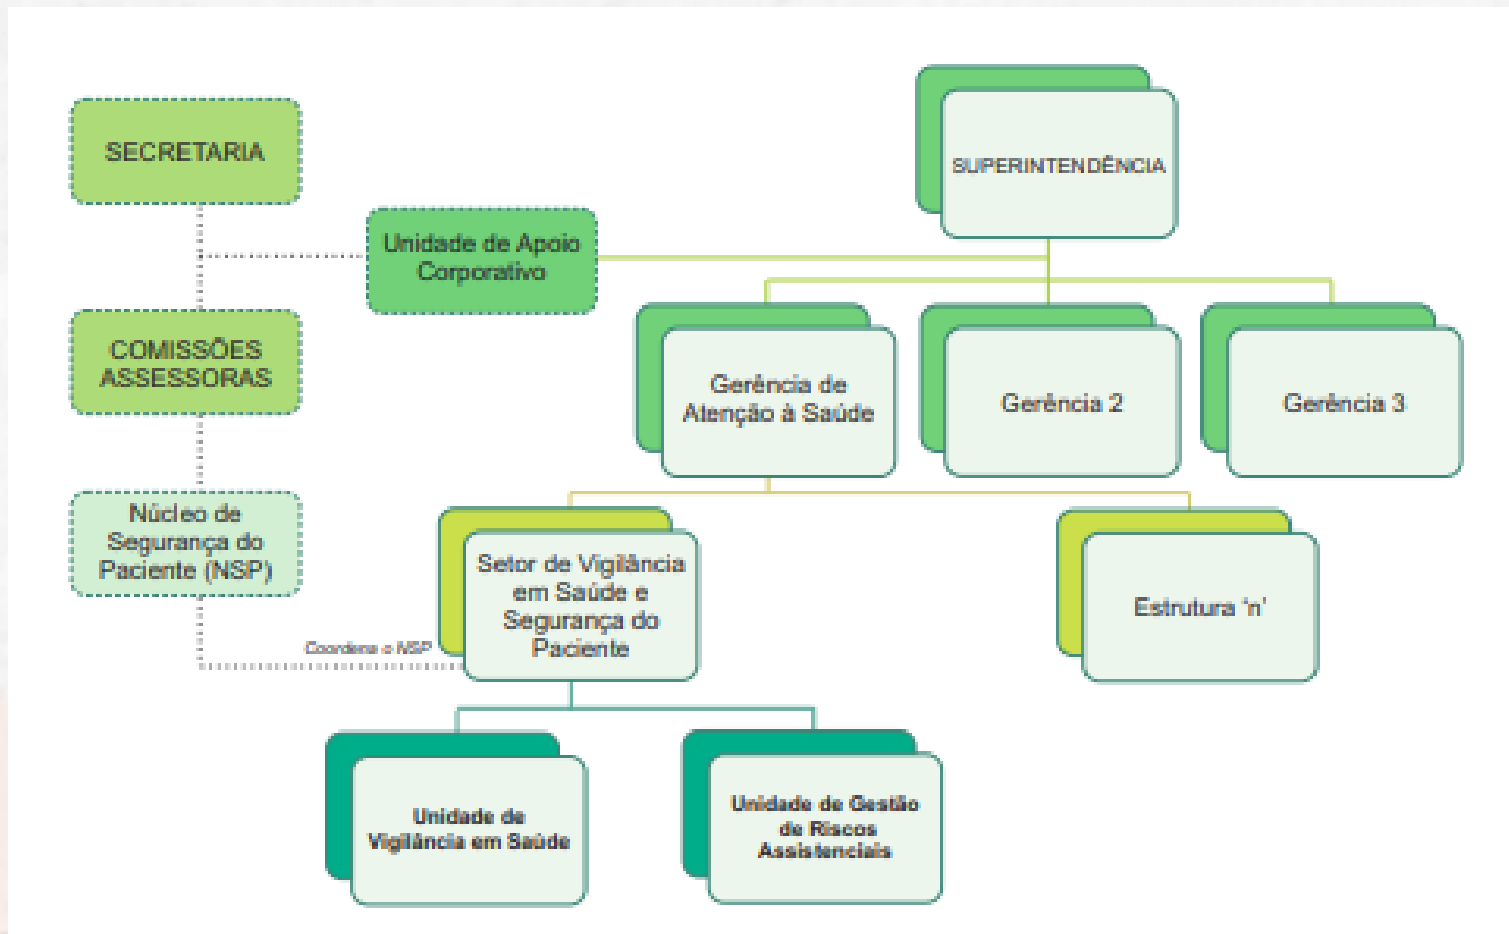 SECRETARIA
SUPERINTENDÊNCIA
Unidade de Apoio
Corporativo
COMISSÕES
ASSESSORAS
Gerência de
Atenção à Saúde
Gerência 2
Gerência 3
Núcleo de
Segurança do
Paciente (NSP)
Coordena o NSP
Setor de Vigilância
em Saúde e
Segurança do
Paciente
Estrutura 'n'
Unidade de
Vigilância em Saúde
Unidade de Gestão
de Riscos
Assistenciais